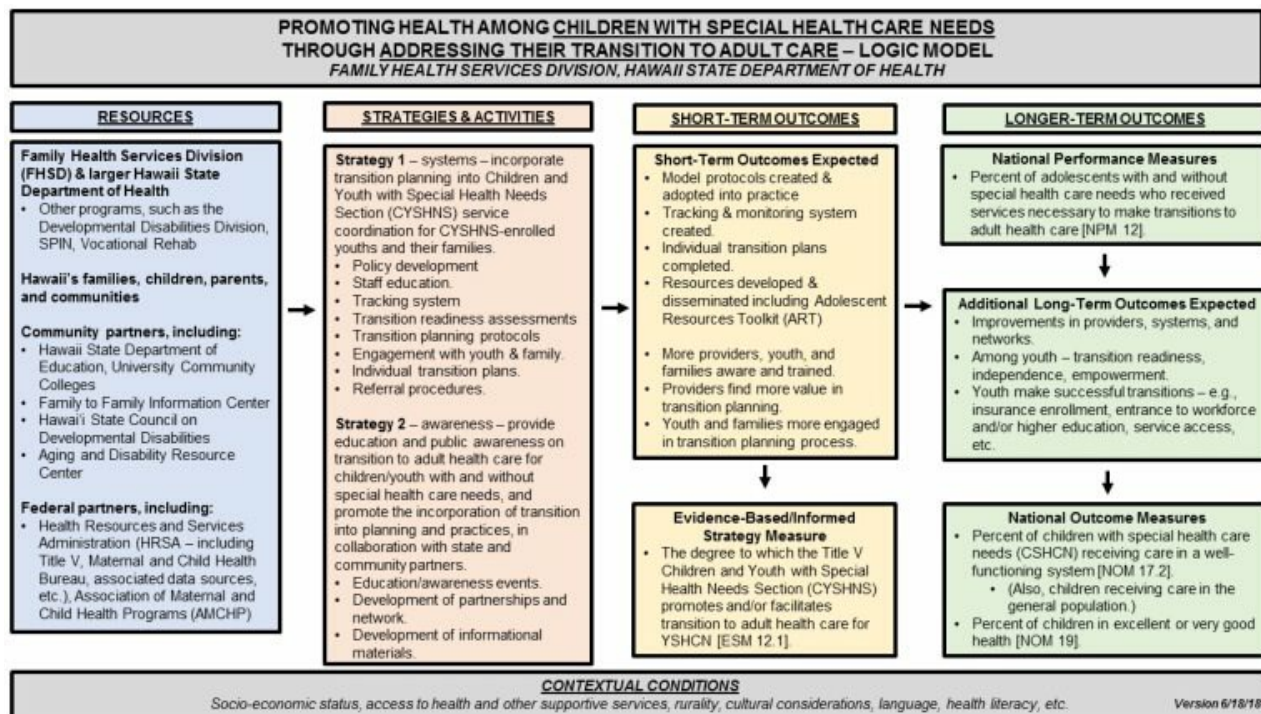 PROMOTING HEALTH AMONG CHILDREN WITH SPECIAL HEALTH CARE NEEDS
THROUGH ADDRESSING THEIR TRANSITION TO ADULT CARE – LOGIC MODEL
FAMILY HEALTH SERVICES DIVISION, HAWAII STATE DEPARTMENT OF HEALTH
RESOURCES
Family Health Services Division
(FHSD) & larger Hawaii State
Department of Health
• Other programs, such as the
Developmental Disabilities Division,
SPIN, Vocational Rehab
Hawaii's families, children, parents,
and communities
Community partners, including:
• Hawaii State Department of
Education, University Community
Colleges
• Family to Family Information Center
• Hawai'i State Council on
Developmental Disabilities
• Aging and Disability Resource
Center
Federal partners, including:
• Health Resources and Services
Administration (HRSA – including
Title V, Maternal and Child Health
Bureau, associated data sources,
etc.), Association of Maternal and
Child Health Programs (AMCHP)
STRATEGIES & ACTIVITIES
Strategy 1 – systems – incorporate
transition planning into Children and
Youth with Special Health Needs
Section (CYSHNS) service
coordination for CYSHNS-enrolled
youths and their families.
• Policy development
• Staff education.
• Tracking system
• Transition readiness assessments
• Transition planning protocols
• Engagement with youth & family.
• Individual transition plans.
• Referral procedures.
Strategy 2 – awareness – provide
education and public awareness on
transition to adult health care for
children/youth with and without
special health care needs, and
promote the incorporation of transition
into planning and practices, in
collaboration with state and
community partners.
• Education/awareness events.
• Development of partnerships and
network.
• Development of informational
materials.
SHORT-TERM OUTCOMES
Short-Term Outcomes Expected
• Model protocols created &
adopted into practice
• Tracking & monitoring system
created.
• Individual transition plans
completed.
• Resources developed &
disseminated including Adolescent
Resources Toolkit (ART)
• More providers, youth, and
families aware and trained.
• Providers find more value in
transition planning.
• Youth and families more engaged
in transition planning process.
Evidence-Based/Informed
Strategy Measure
• The degree to which the Title V
Children and Youth with Special
Health Needs Section (CYSHNS)
promotes and/or facilitates
transition to adult health care for
YSHCN [ESM 12.1].
LONGER-TERM OUTCOMES
National Performance Measures
• Percent of adolescents with and without
special health care needs who received
services necessary to make transitions to
adult health care [NPM 12].
Additional Long-Term Outcomes Expected
• Improvements in providers, systems, and
networks.
• Among youth – transition readiness,
independence, empowerment.
• Youth make successful transitions – e.g.,
insurance enrollment, entrance to workforce
and/or higher education, service access,
etc.
National Outcome Measures
• Percent of children with special health care
needs (CSHCN) receiving care in a well-
functioning system [NOM 17.2].
• (Also, children receiving care in the
general population.)
• Percent of children in excellent or very good
health [NOM 19].
CONTEXTUAL CONDITIONS
Socio-economic status, access to health and other supportive services, rurality, cultural considerations, language, health literacy, etc.
Version 6/18/18